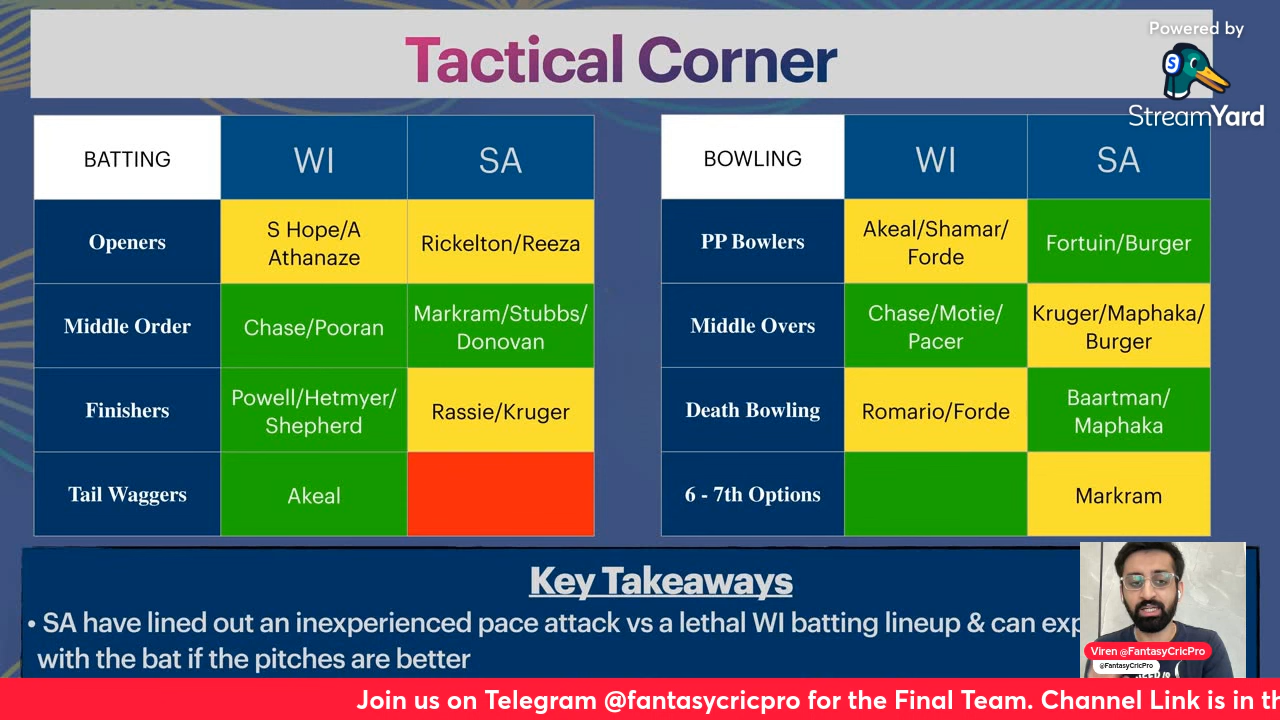 Powered by
StreamYard
Tactical Corner
BATTING
WI
SA
Openers
S Hope/A
Athanaze
Rickelton/Reeza
Middle Order
Chase/Pooran
Markram/Stubbs/
Donovan
Finishers
Powell/Hetmyer/
Shepherd
Rassie/Kruger
Tail Waggers
Akeal
BOWLING
WI
SA
PP Bowlers
Akeal/Shamar/
Forde
Fortuin/Burger
Middle Overs
Chase/Motie/
Pacer
Kruger/Maphaka/
Burger
Death Bowling
Romario/Forde
Baartman/
Maphaka
6 - 7th Options
Markram
Key Takeaways
• SA have lined out an inexperienced pace attack vs a lethal WI batting lineup & can exp
with the bat if the pitches are better
Viren @FantasyCricPro
@FantasyCricPro
Join us on Telegram @fantasycricpro for the Final Team. Channel Link is in th